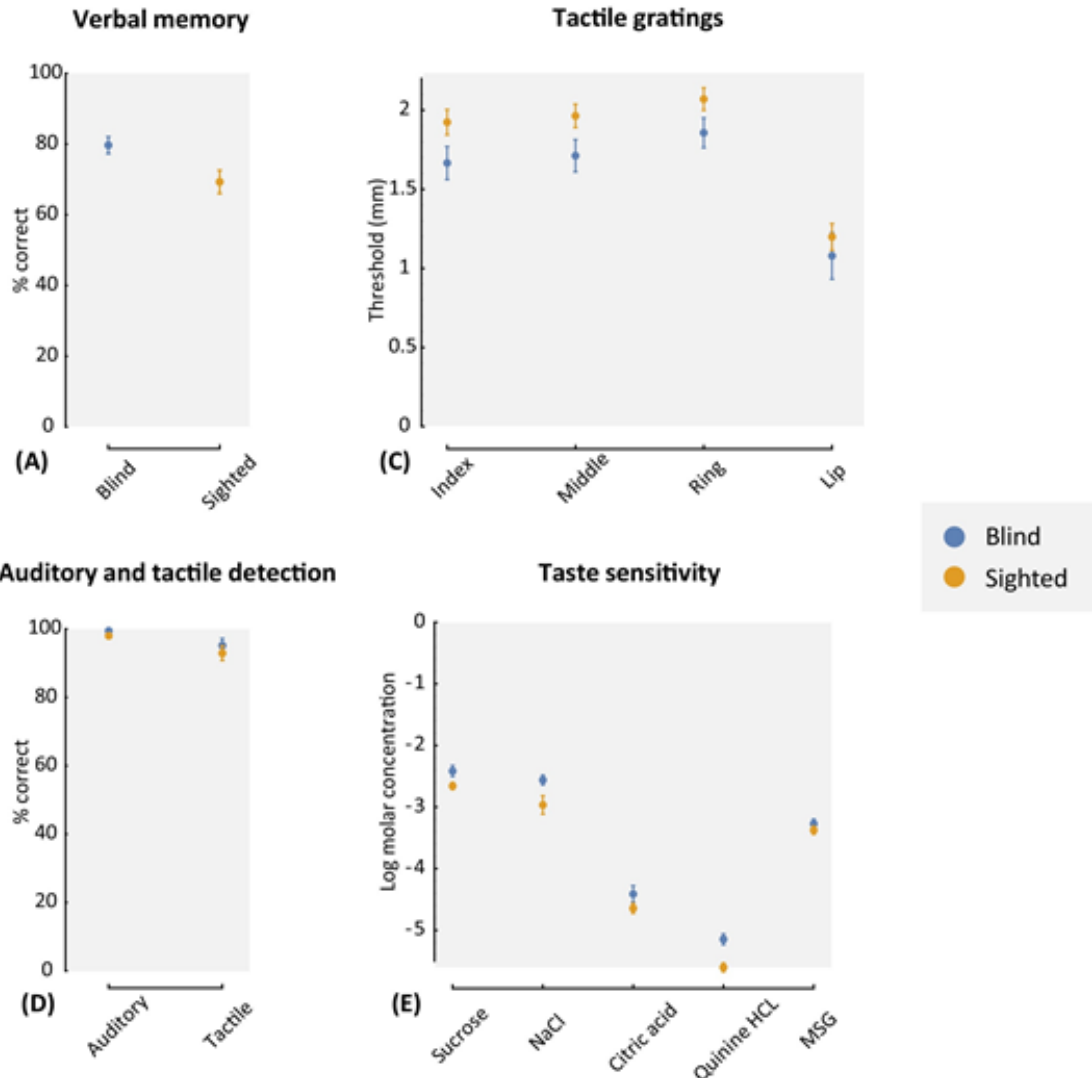 Verbal memory
100
80
60
40
20
0
% correct
Blind
Sighted
(A)
Tactile gratings
2
1.5
1
0.5
0
Threshold (mm)
Index
Middle
Ring
Lip
(C)
Blind
Sighted
Auditory and tactile detection
100
80
60
40
20
0
% correct
Auditory
Tactile
(D)
Taste sensitivity
0
-1
-2
-3
-4
-5
Log molar concentration
Sucrose
NaCl
Citric acid
Quinine HCL
MSG
(E)